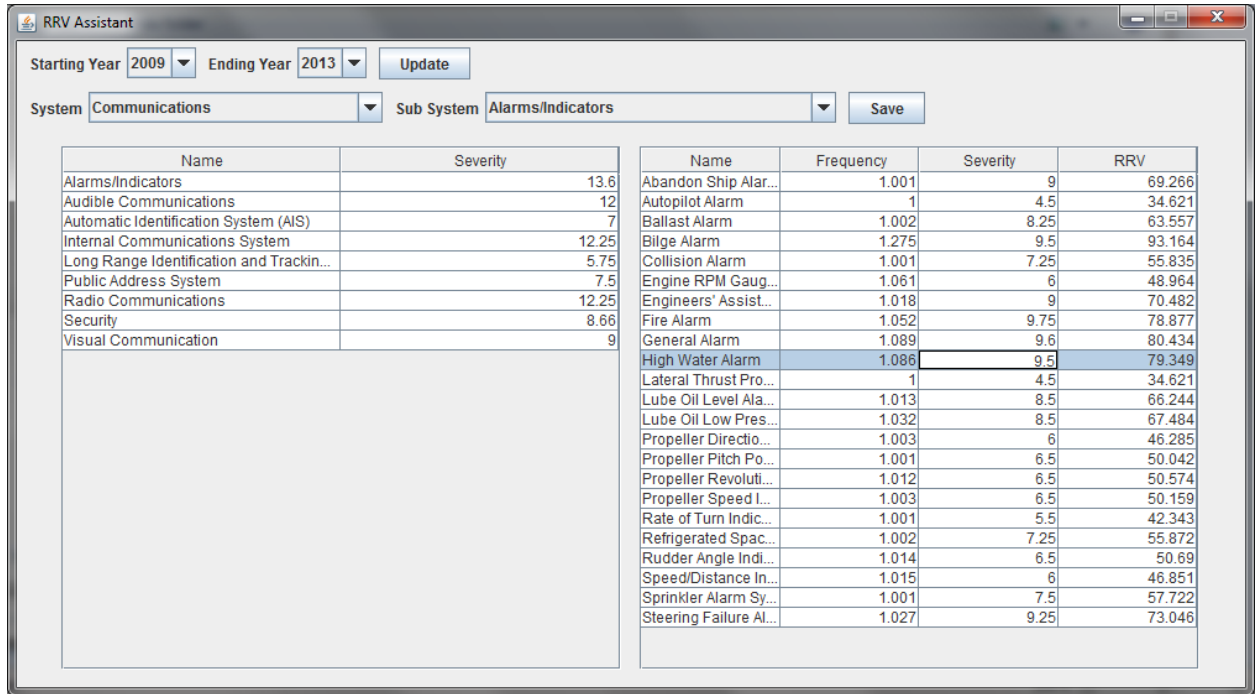 RRV Assistant
Starting Year 2009 Ending Year 2013 Update
System Communications Sub System Alarms/Indicators Save
Name Severity
Alarms/Indicators 13.6
Audible Communications 12
Automatic Identification System (AIS) 7
Internal Communications System 12.25
Long Range Identification and Trackin... 5.75
Public Address System 7.5
Radio Communications 12.25
Security 8.66
Visual Communication 9
Name Frequency Severity RRV
Abandon Ship Alar... 1.001 9 69.266
Autopilot Alarm 1 4.5 34.621
Ballast Alarm 1.002 8.25 63.557
Bilge Alarm 1.275 9.5 93.164
Collision Alarm 1.001 7.25 55.835
Engine RPM Gaug... 1.061 6 48.964
Engineers' Assist... 1.018 9 70.482
Fire Alarm 1.052 9.75 78.877
General Alarm 1.089 9.6 80.434
High Water Alarm 1.086 9.5 79.349
Lateral Thrust Pro... 1 4.5 34.621
Lube Oil Level Ala... 1.013 8.5 66.244
Lube Oil Low Pres... 1.032 8.5 67.484
Propeller Directio... 1.003 6 46.285
Propeller Pitch Po... 1.001 6.5 50.042
Propeller Revoluti... 1.012 6.5 50.574
Propeller Speed I... 1.003 6.5 50.159
Rate of Turn Indic... 1.001 5.5 42.343
Refrigerated Spac... 1.002 7.25 55.872
Rudder Angle Indi... 1.014 6.5 50.69
Speed/Distance In... 1.015 6 46.851
Sprinkler Alarm Sy... 1.001 7.5 57.722
Steering Failure Al... 1.027 9.25 73.046